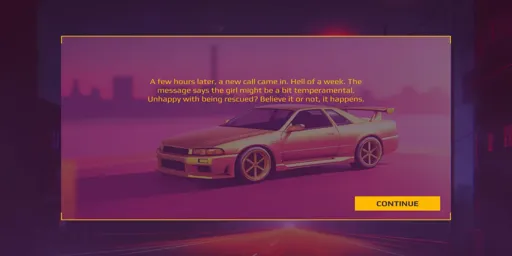 A few hours later, a new call came in. Hell of a week. The
message says the girl might be a bit temperamental.
Unhappy with being rescued? Believe it or not, it happens.
CONTINUE